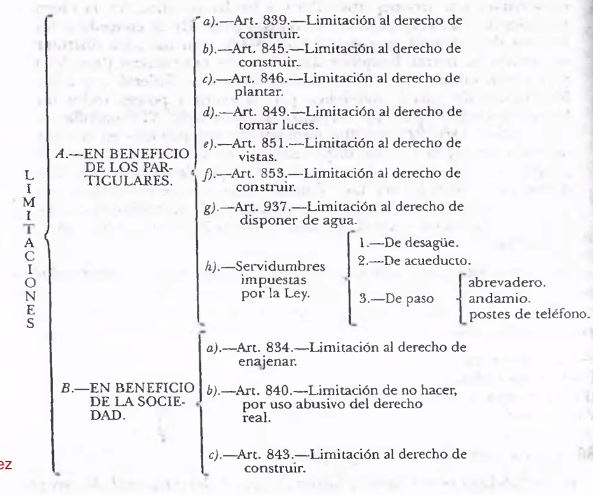 LIMITACIONES
A.—EN BENEFICIO
DE LOS PAR-
TICULARES.
a).—Art. 839.—Limitación al derecho de
construir.
b).—Art. 845.—Limitación al derecho de
construir.
c).—Art. 846.—Limitación al derecho de
plantar.
d).—Art. 849.—Limitación al derecho de
tomar luces.
e).—Art. 851.—Limitación al derecho de
vistas.
f).—Art. 853.—Limitación al derecho de
construir.
g).—Art. 937.—Limitación al derecho de
disponer de agua.
h).—Servidumbres
impuestas
por la Ley.
1.—De desagüe.
2.—De acueducto.
3.—De paso
abrevadero.
andamio.
postes de teléfono.
B.—EN BENEFICIO
DE LA SOCIE-
DAD.
a).—Art. 834.—Limitación al derecho de
enajenar.
b).—Art. 840.—Limitación de no hacer,
por uso abusivo del derecho
real.
c).—Art. 843.—Limitación al derecho de
construir.
ez